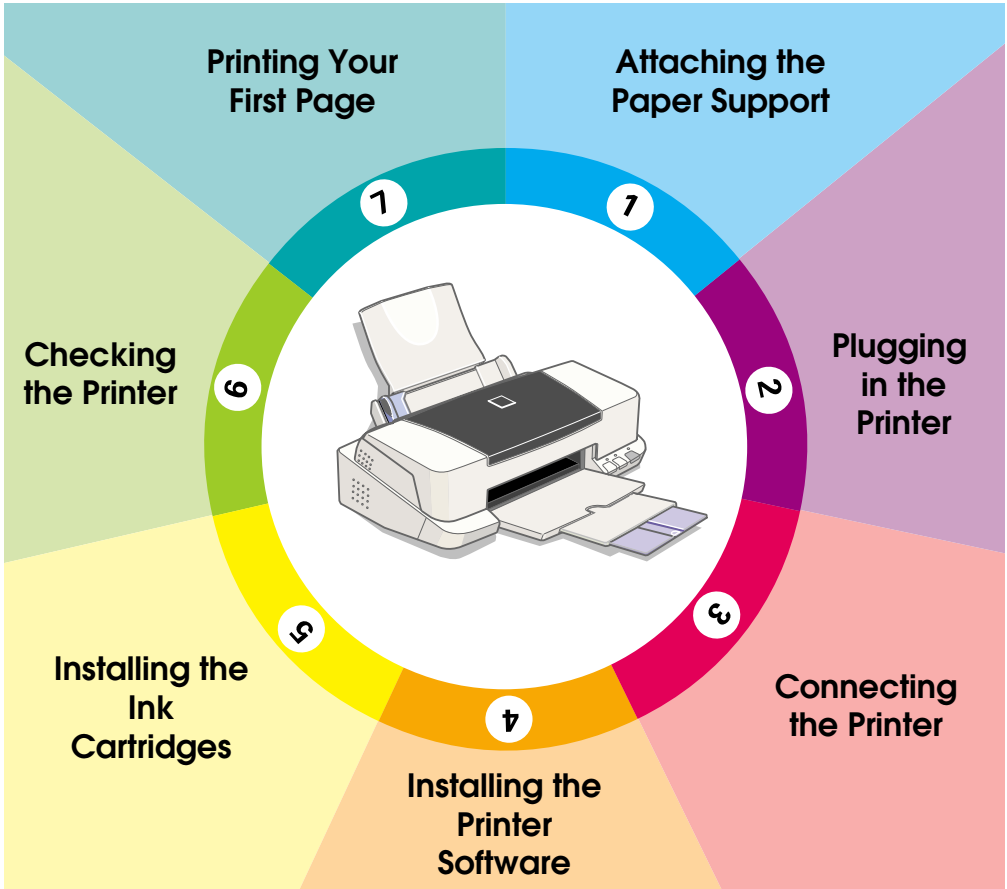 Attaching the
Paper Support
1
Plugging
in the
Printer
2
Connecting
the Printer
3
Installing the
Printer
Software
4
Installing the
Ink
Cartridges
5
Checking
the Printer
6
Printing Your
First Page
7